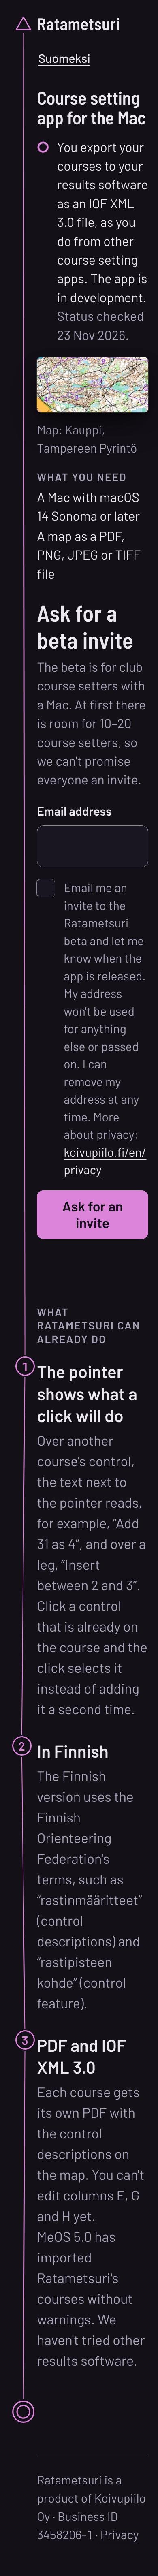 Ratametsuri
Suomeksi
Course setting
app for the Mac
You export your
courses to your
results software
as an IOF XML
3.0 file, as you
do from other
course setting
apps. The app is
in development.
Status checked
23 Nov 2026.
Map: Kauppi,
Tampereen Pyrintö
WHAT YOU NEED
A Mac with macOS
14 Sonoma or later
A map as a PDF,
PNG, JPEG or TIFF
file
Ask for a
beta invite
The beta is for club
course setters with
a Mac. At first there
is room for 10–20
course setters, so
we can't promise
everyone an invite.
Email address
Email me an
invite to the
Ratametsuri
beta and let me
know when the
app is released.
My address
won't be used
for anything
else or passed
on. I can
remove my
address at any
time. More
about privacy:
koivupiilo.fi/en/
privacy
Ask for an
invite
WHAT
RATAMETSURI CAN
ALREADY DO
1
The pointer
shows what a
click will do
Over another
course's control,
the text next to
the pointer reads,
for example, “Add
31 as 4”, and over a
leg, “Insert
between 2 and 3”.
Click a control
that is already on
the course and the
click selects it
instead of adding
it a second time.
2
In Finnish
The Finnish
version uses the
Finnish
Orienteering
Federation's
terms, such as
“rastinmääritteet”
(control
descriptions) and
“rastipisteen
kohde” (control
feature).
3
PDF and IOF
XML 3.0
Each course gets
its own PDF with
the control
descriptions on
the map. You can't
edit columns E, G
and H yet.
MeOS 5.0 has
imported
Ratametsuri's
courses without
warnings. We
haven't tried other
results software.
Ratametsuri is a
product of Koivupiilo
Oy · Business ID
3458206-1 · Privacy